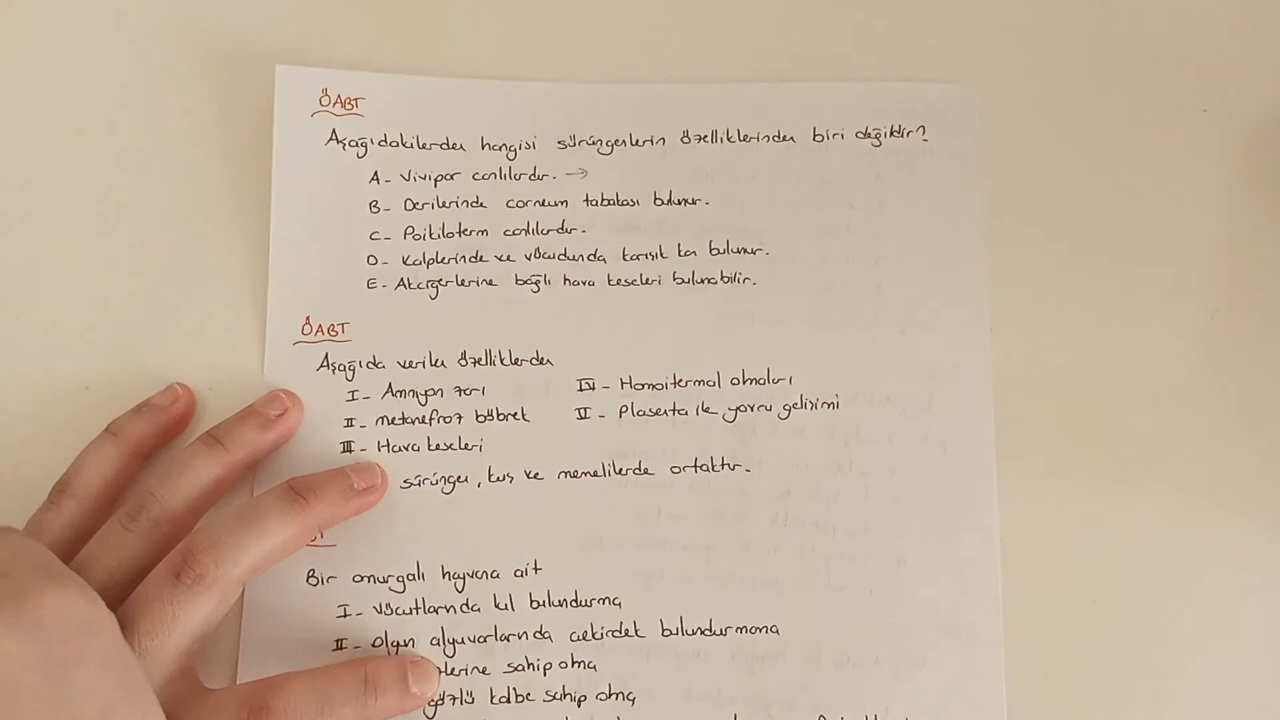 ÖABT
Aşağıdakilerden hangisi sürüngenlerin özelliklerinden biri değildir?
A- Vivipar canlılardır. →
B- Derilerinde corneum tabakası bulunur.
C- Poikiloterm canlılardır.
D- Kalplerinde ve vücudunda karışık kan bulunur.
E- Akciğerlerine bağlı hava keseleri bulunabilir.
ÖABT
Aşağıda verilen özelliklerden
I- Amniyon zarı
II- metanefroz böbrek
III- Hava keseleri
IV- Homoitermal olmaları
V- Plasenta ile yavru gelişimi
sürüngen, kuş ve memelilerde ortaktır.
Bir omurgalı hayvana ait
I- Vücutlarında kıl bulundurma
II- Olgun alyuvarlarında çekirdek bulundurmama
sahip olma
kalbe sahip olma